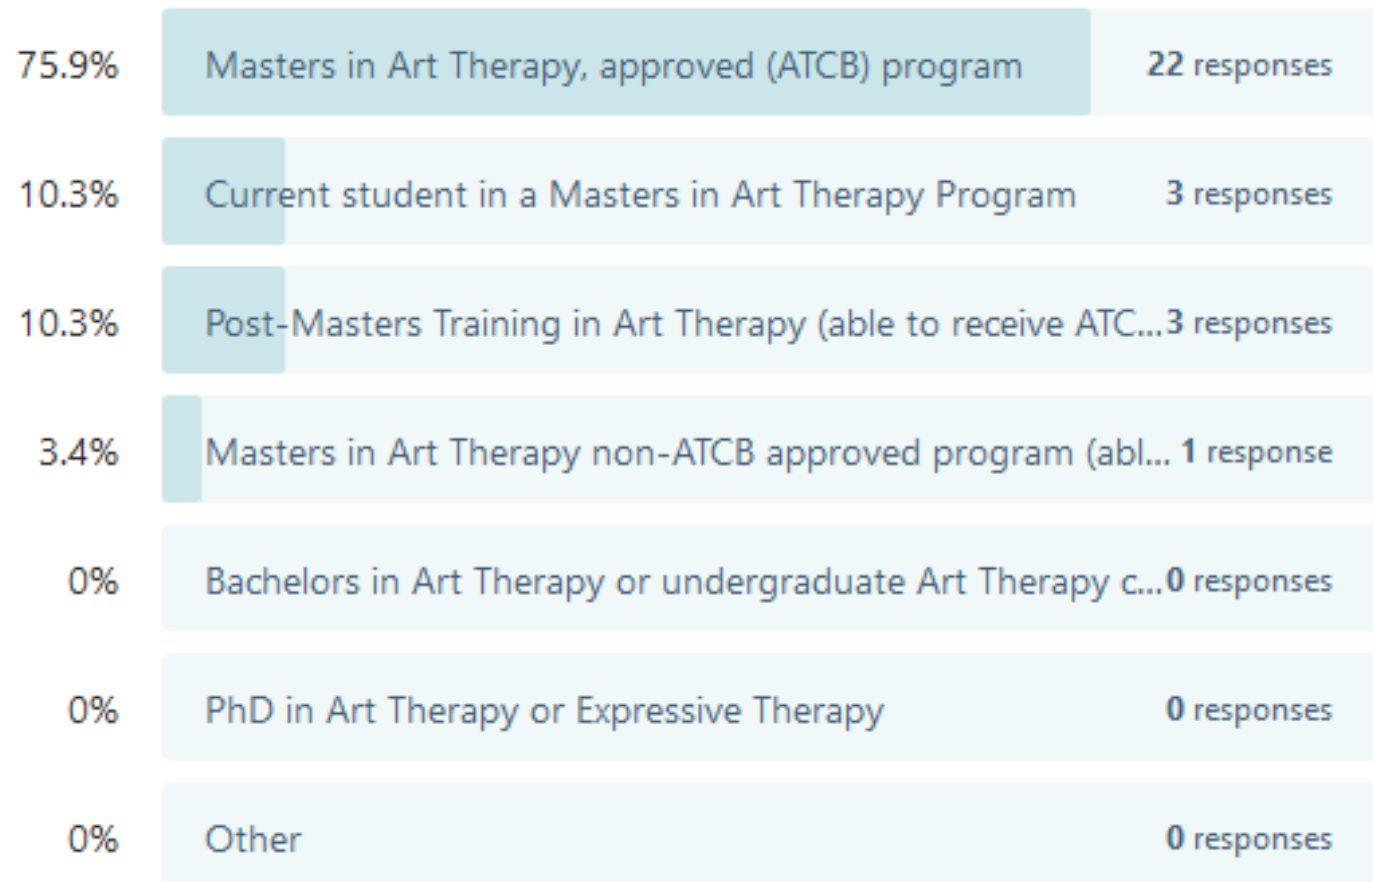 75.9% Masters in Art Therapy, approved (ATCB) program 22 responses
10.3% Current student in a Masters in Art Therapy Program 3 responses
10.3% Post-Masters Training in Art Therapy (able to receive ATC... 3 responses
3.4% Masters in Art Therapy non-ATCB approved program (abl... 1 response
0% Bachelors in Art Therapy or undergraduate Art Therapy c... 0 responses
0% PhD in Art Therapy or Expressive Therapy 0 responses
0% Other 0 responses